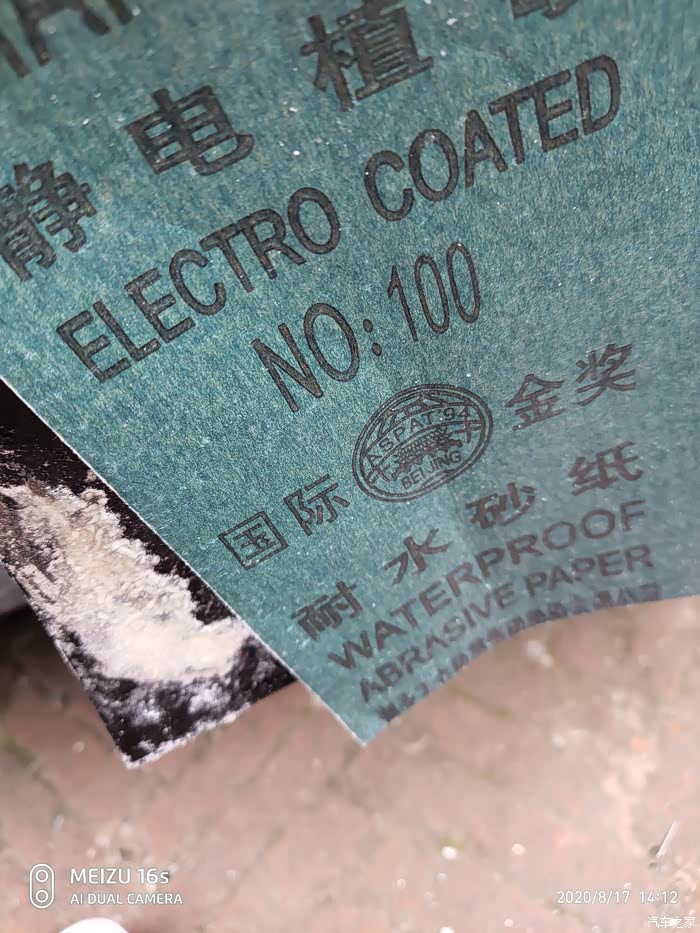 静电植
ELECTRO COATED
NO: 100
国际 ASPAT'94 BEIJING 金奖
耐水砂纸
WATERPROOF
ABRASIVE PAPER
MEIZU 16s
AI DUAL CAMERA
2020/8/17 14:12
汽车之家